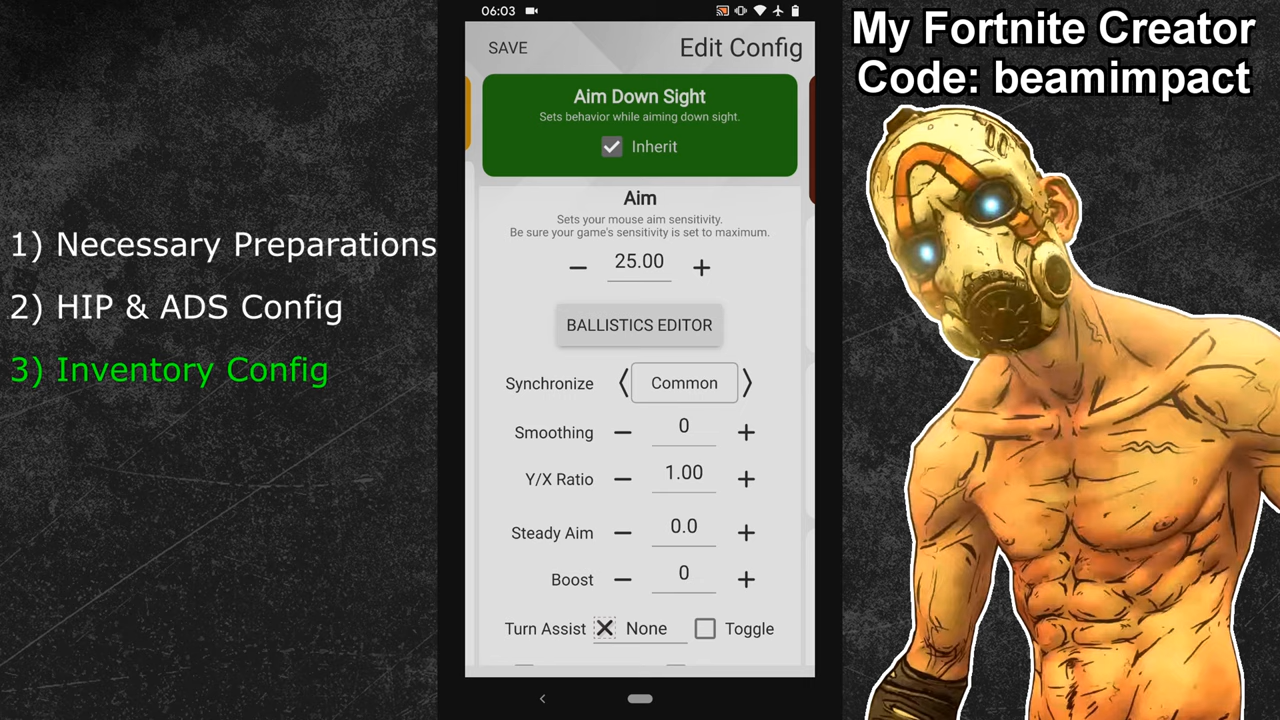 1) Necessary Preparations
2) HIP & ADS Config
3) Inventory Config
06:03
SAVE
Edit Config
Aim Down Sight
Sets behavior while aiming down sight.
Inherit
Aim
Sets your mouse aim sensitivity.
Be sure your game's sensitivity is set to maximum.
− 25.00 +
BALLISTICS EDITOR
Synchronize Common
Smoothing − 0 +
Y/X Ratio − 1.00 +
Steady Aim − 0.0 +
Boost − 0 +
Turn Assist None Toggle
My Fortnite Creator
Code: beamimpact